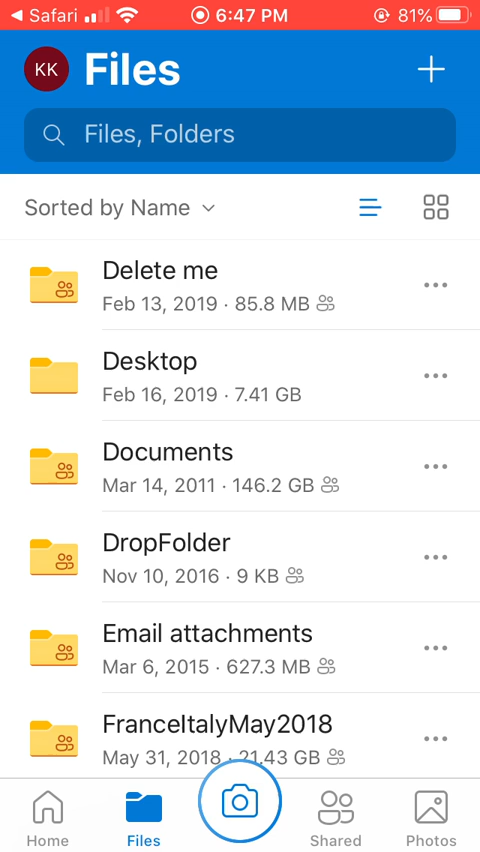 Safari 6:47 PM 81%
KK Files
Files, Folders
Sorted by Name
Delete me
Feb 13, 2019 · 85.8 MB
Desktop
Feb 16, 2019 · 7.41 GB
Documents
Mar 14, 2011 · 146.2 GB
DropFolder
Nov 10, 2016 · 9 KB
Email attachments
Mar 6, 2015 · 627.3 MB
FranceItalyMay2018
May 31, 2018 · 21.43 GB
Home Files Shared Photos